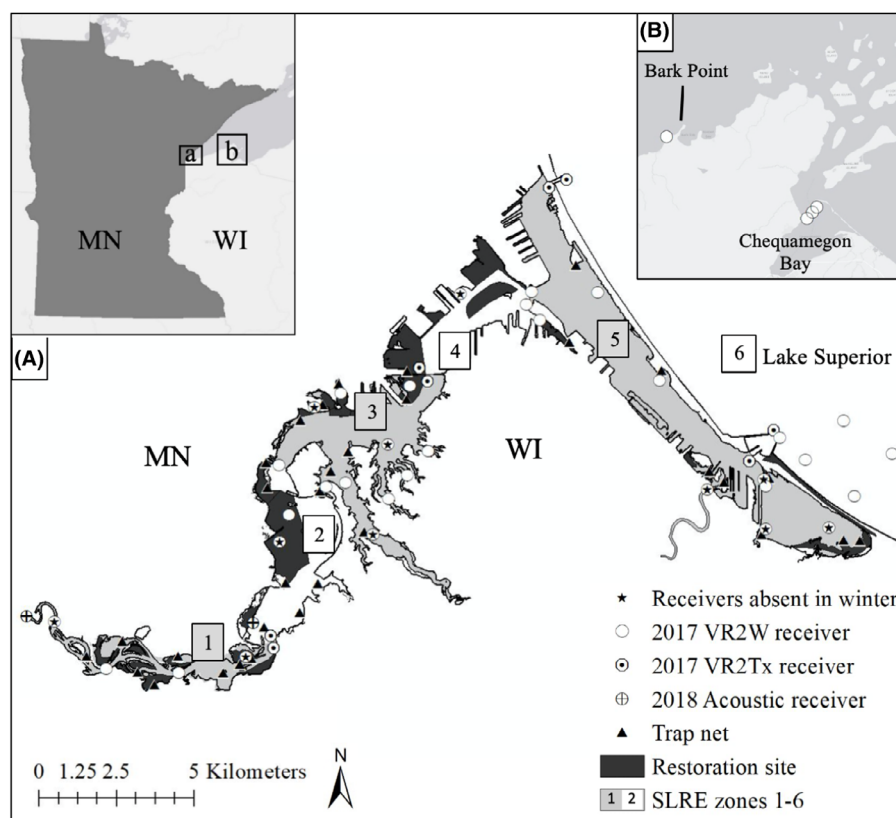 MN
WI
a
b
(B)
Bark Point
Chequamegon
Bay
(A)
MN
WI
1
2
3
4
5
6 Lake Superior
Receivers absent in winter
2017 VR2W receiver
2017 VR2Tx receiver
2018 Acoustic receiver
Trap net
Restoration site
1 2 SLRE zones 1-6
0 1.25 2.5 5 Kilometers
N